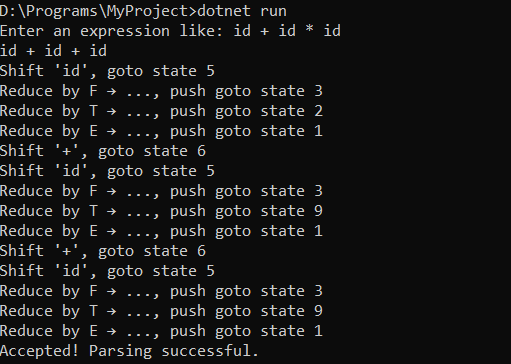 D:\Programs\MyProject>dotnet run
Enter an expression like: id + id * id
id + id + id
Shift 'id', goto state 5
Reduce by F → ..., push goto state 3
Reduce by T → ..., push goto state 2
Reduce by E → ..., push goto state 1
Shift '+', goto state 6
Shift 'id', goto state 5
Reduce by F → ..., push goto state 3
Reduce by T → ..., push goto state 9
Reduce by E → ..., push goto state 1
Shift '+', goto state 6
Shift 'id', goto state 5
Reduce by F → ..., push goto state 3
Reduce by T → ..., push goto state 9
Reduce by E → ..., push goto state 1
Accepted! Parsing successful.